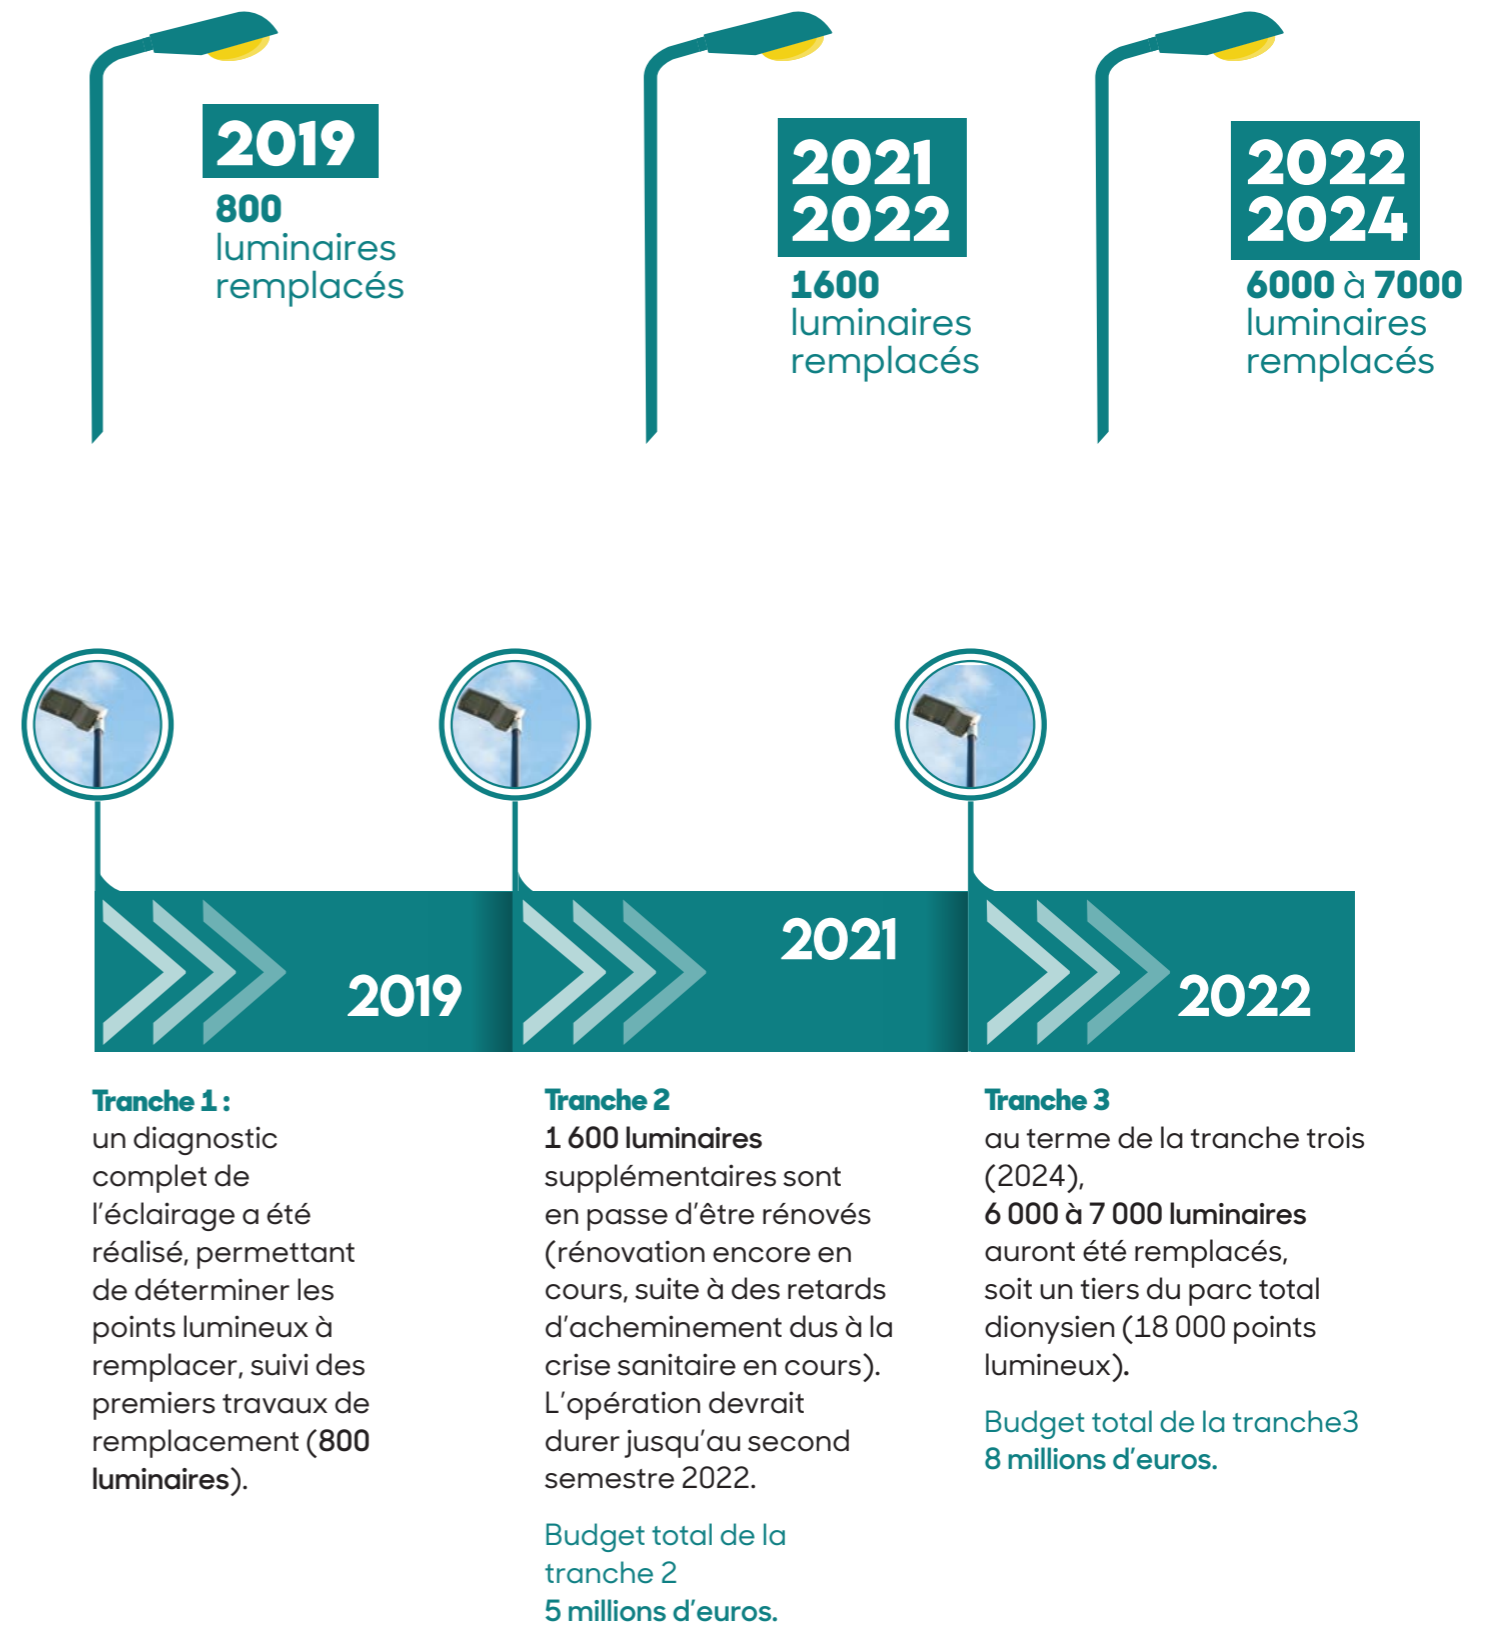 2019
800
luminaires
remplacés
2021
2022
1600
luminaires
remplacés
2022
2024
6000 à 7000
luminaires
remplacés
2019
2021
2022
Tranche 1 :
un diagnostic
complet de
l’éclairage a été
réalisé, permettant
de déterminer les
points lumineux à
remplacer, suivi des
premiers travaux de
remplacement (800
luminaires).
Tranche 2
1 600 luminaires
supplémentaires sont
en passe d’être rénovés
(rénovation encore en
cours, suite à des retards
d’acheminement dus à la
crise sanitaire en cours).
L’opération devrait
durer jusqu’au second
semestre 2022.
Budget total de la
tranche 2
5 millions d’euros.
Tranche 3
au terme de la tranche trois
(2024),
6 000 à 7 000 luminaires
auront été remplacés,
soit un tiers du parc total
dionysien (18 000 points
lumineux).
Budget total de la tranche3
8 millions d’euros.